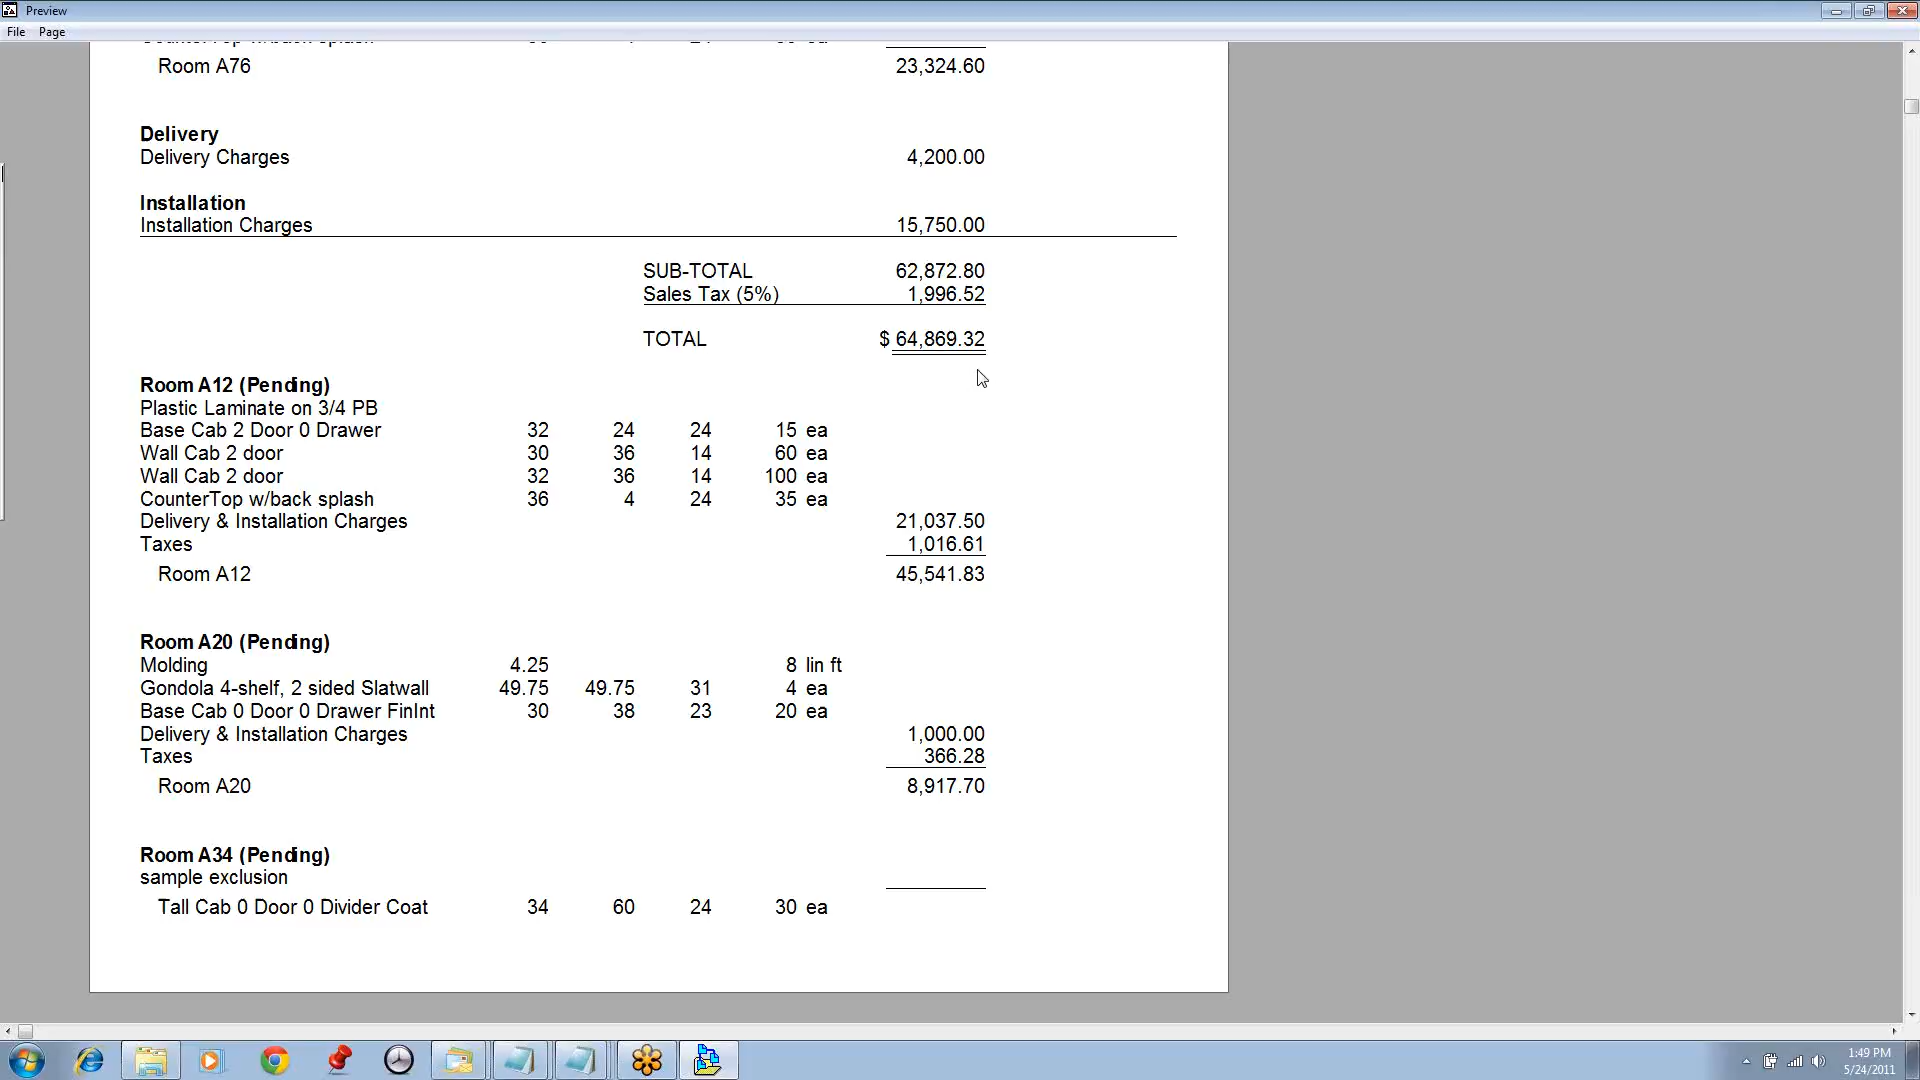 Preview
File Page
Room A76 23,324.60
Delivery
Delivery Charges 4,200.00
Installation
Installation Charges 15,750.00
SUB-TOTAL 62,872.80
Sales Tax (5%) 1,996.52
TOTAL $ 64,869.32
Room A12 (Pending)
Plastic Laminate on 3/4 PB
Base Cab 2 Door 0 Drawer 32 24 24 15 ea
Wall Cab 2 door 30 36 14 60 ea
Wall Cab 2 door 32 36 14 100 ea
CounterTop w/back splash 36 4 24 35 ea
Delivery & Installation Charges 21,037.50
Taxes 1,016.61
Room A12 45,541.83
Room A20 (Pending)
Molding 4.25 8 lin ft
Gondola 4-shelf, 2 sided Slatwall 49.75 49.75 31 4 ea
Base Cab 0 Door 0 Drawer FinInt 30 38 23 20 ea
Delivery & Installation Charges 1,000.00
Taxes 366.28
Room A20 8,917.70
Room A34 (Pending)
sample exclusion
Tall Cab 0 Door 0 Divider Coat 34 60 24 30 ea
1:49 PM
5/24/2011